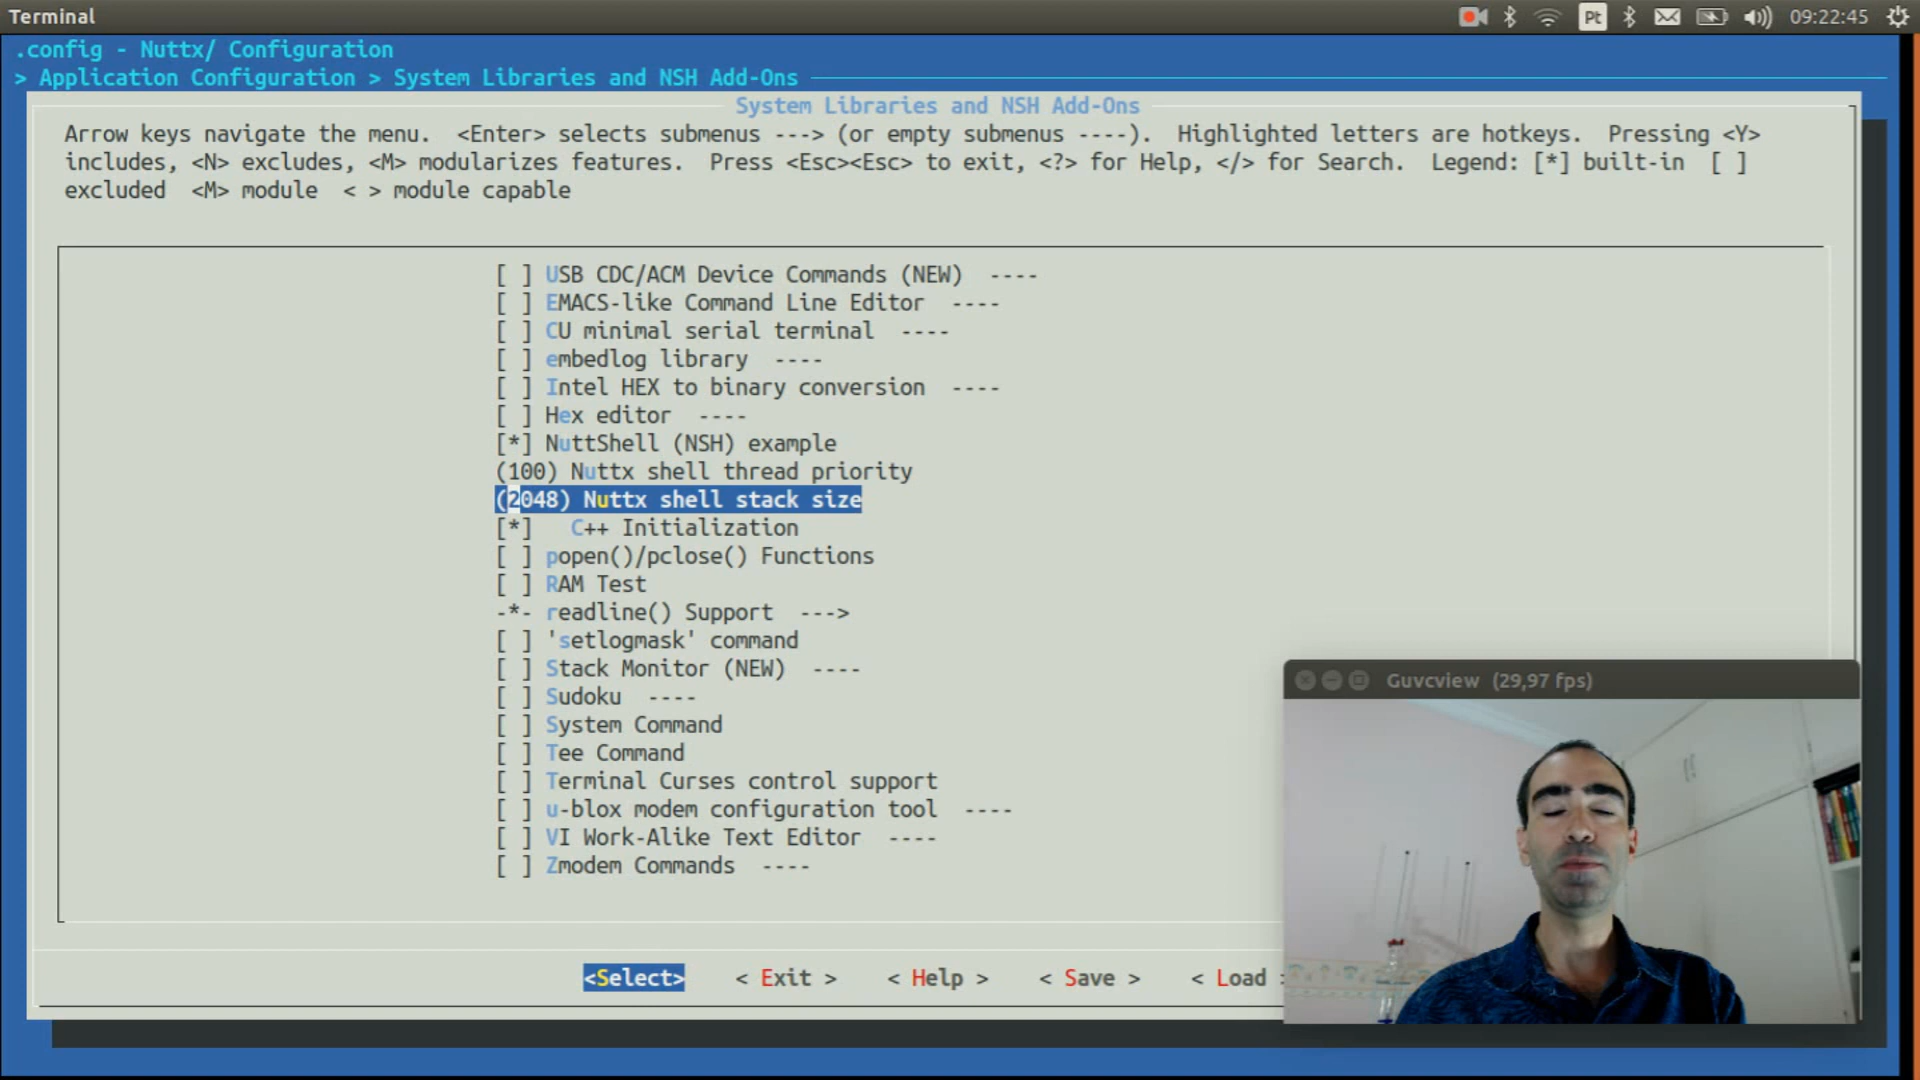 Terminal
Pt
09:22:45
.config - Nuttx/ Configuration
> Application Configuration > System Libraries and NSH Add-Ons
System Libraries and NSH Add-Ons
Arrow keys navigate the menu.  <Enter> selects submenus ---> (or empty submenus ----).  Highlighted letters are hotkeys.  Pressing <Y>
includes, <N> excludes, <M> modularizes features.  Press <Esc><Esc> to exit, <?> for Help, </> for Search.  Legend: [*] built-in  [ ]
excluded  <M> module  < > module capable
[ ] USB CDC/ACM Device Commands (NEW)  ----
[ ] EMACS-like Command Line Editor  ----
[ ] CU minimal serial terminal  ----
[ ] embedlog library  ----
[ ] Intel HEX to binary conversion  ----
[ ] Hex editor  ----
[*] NuttShell (NSH) example
(100) Nuttx shell thread priority
(2048) Nuttx shell stack size
[*]   C++ Initialization
[ ] popen()/pclose() Functions
[ ] RAM Test
-*- readline() Support  --->
[ ] 'setlogmask' command
[ ] Stack Monitor (NEW)  ----
[ ] Sudoku  ----
[ ] System Command
[ ] Tee Command
[ ] Terminal Curses control support
[ ] u-blox modem configuration tool  ----
[ ] VI Work-Alike Text Editor  ----
[ ] Zmodem Commands  ----
<Select>    < Exit >    < Help >    < Save >    < Load
Guvcview (29,97 fps)